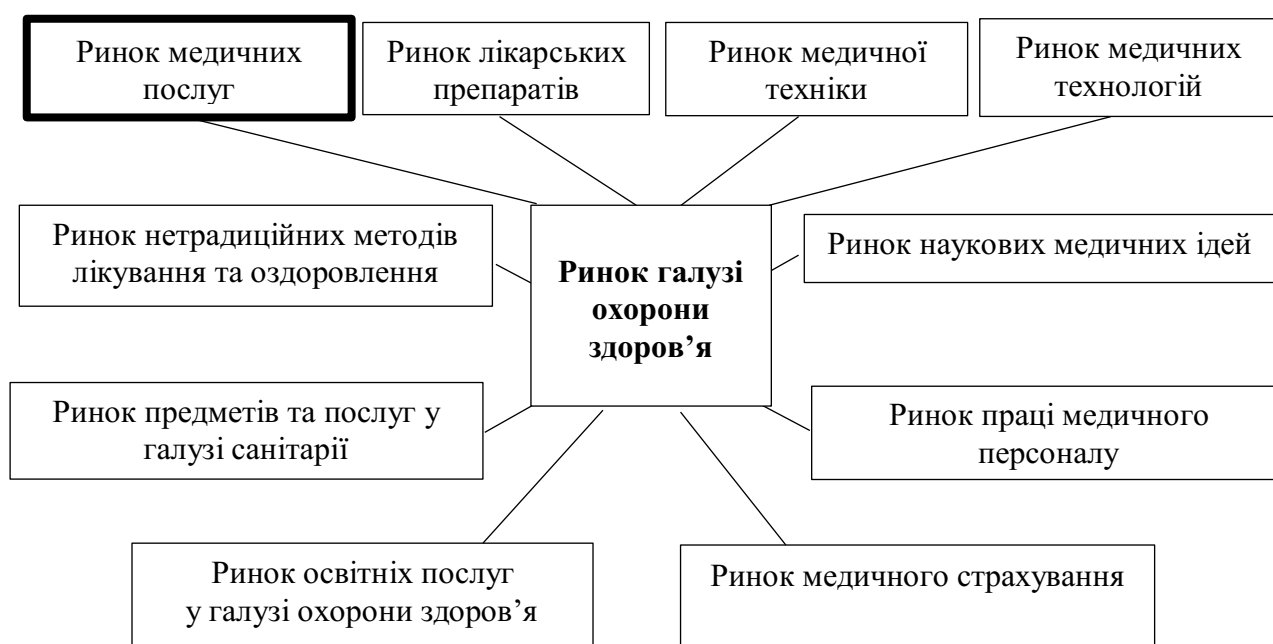 Ринок медичних
послуг
Ринок лікарських
препаратів
Ринок медичної
техніки
Ринок медичних
технологій
Ринок нетрадиційних методів
лікування та оздоровлення
Ринок галузі
охорони
здоров’я
Ринок наукових медичних ідей
Ринок предметів та послуг у
галузі санітарії
Ринок праці медичного
персоналу
Ринок освітніх послуг
у галузі охорони здоров’я
Ринок медичного страхування